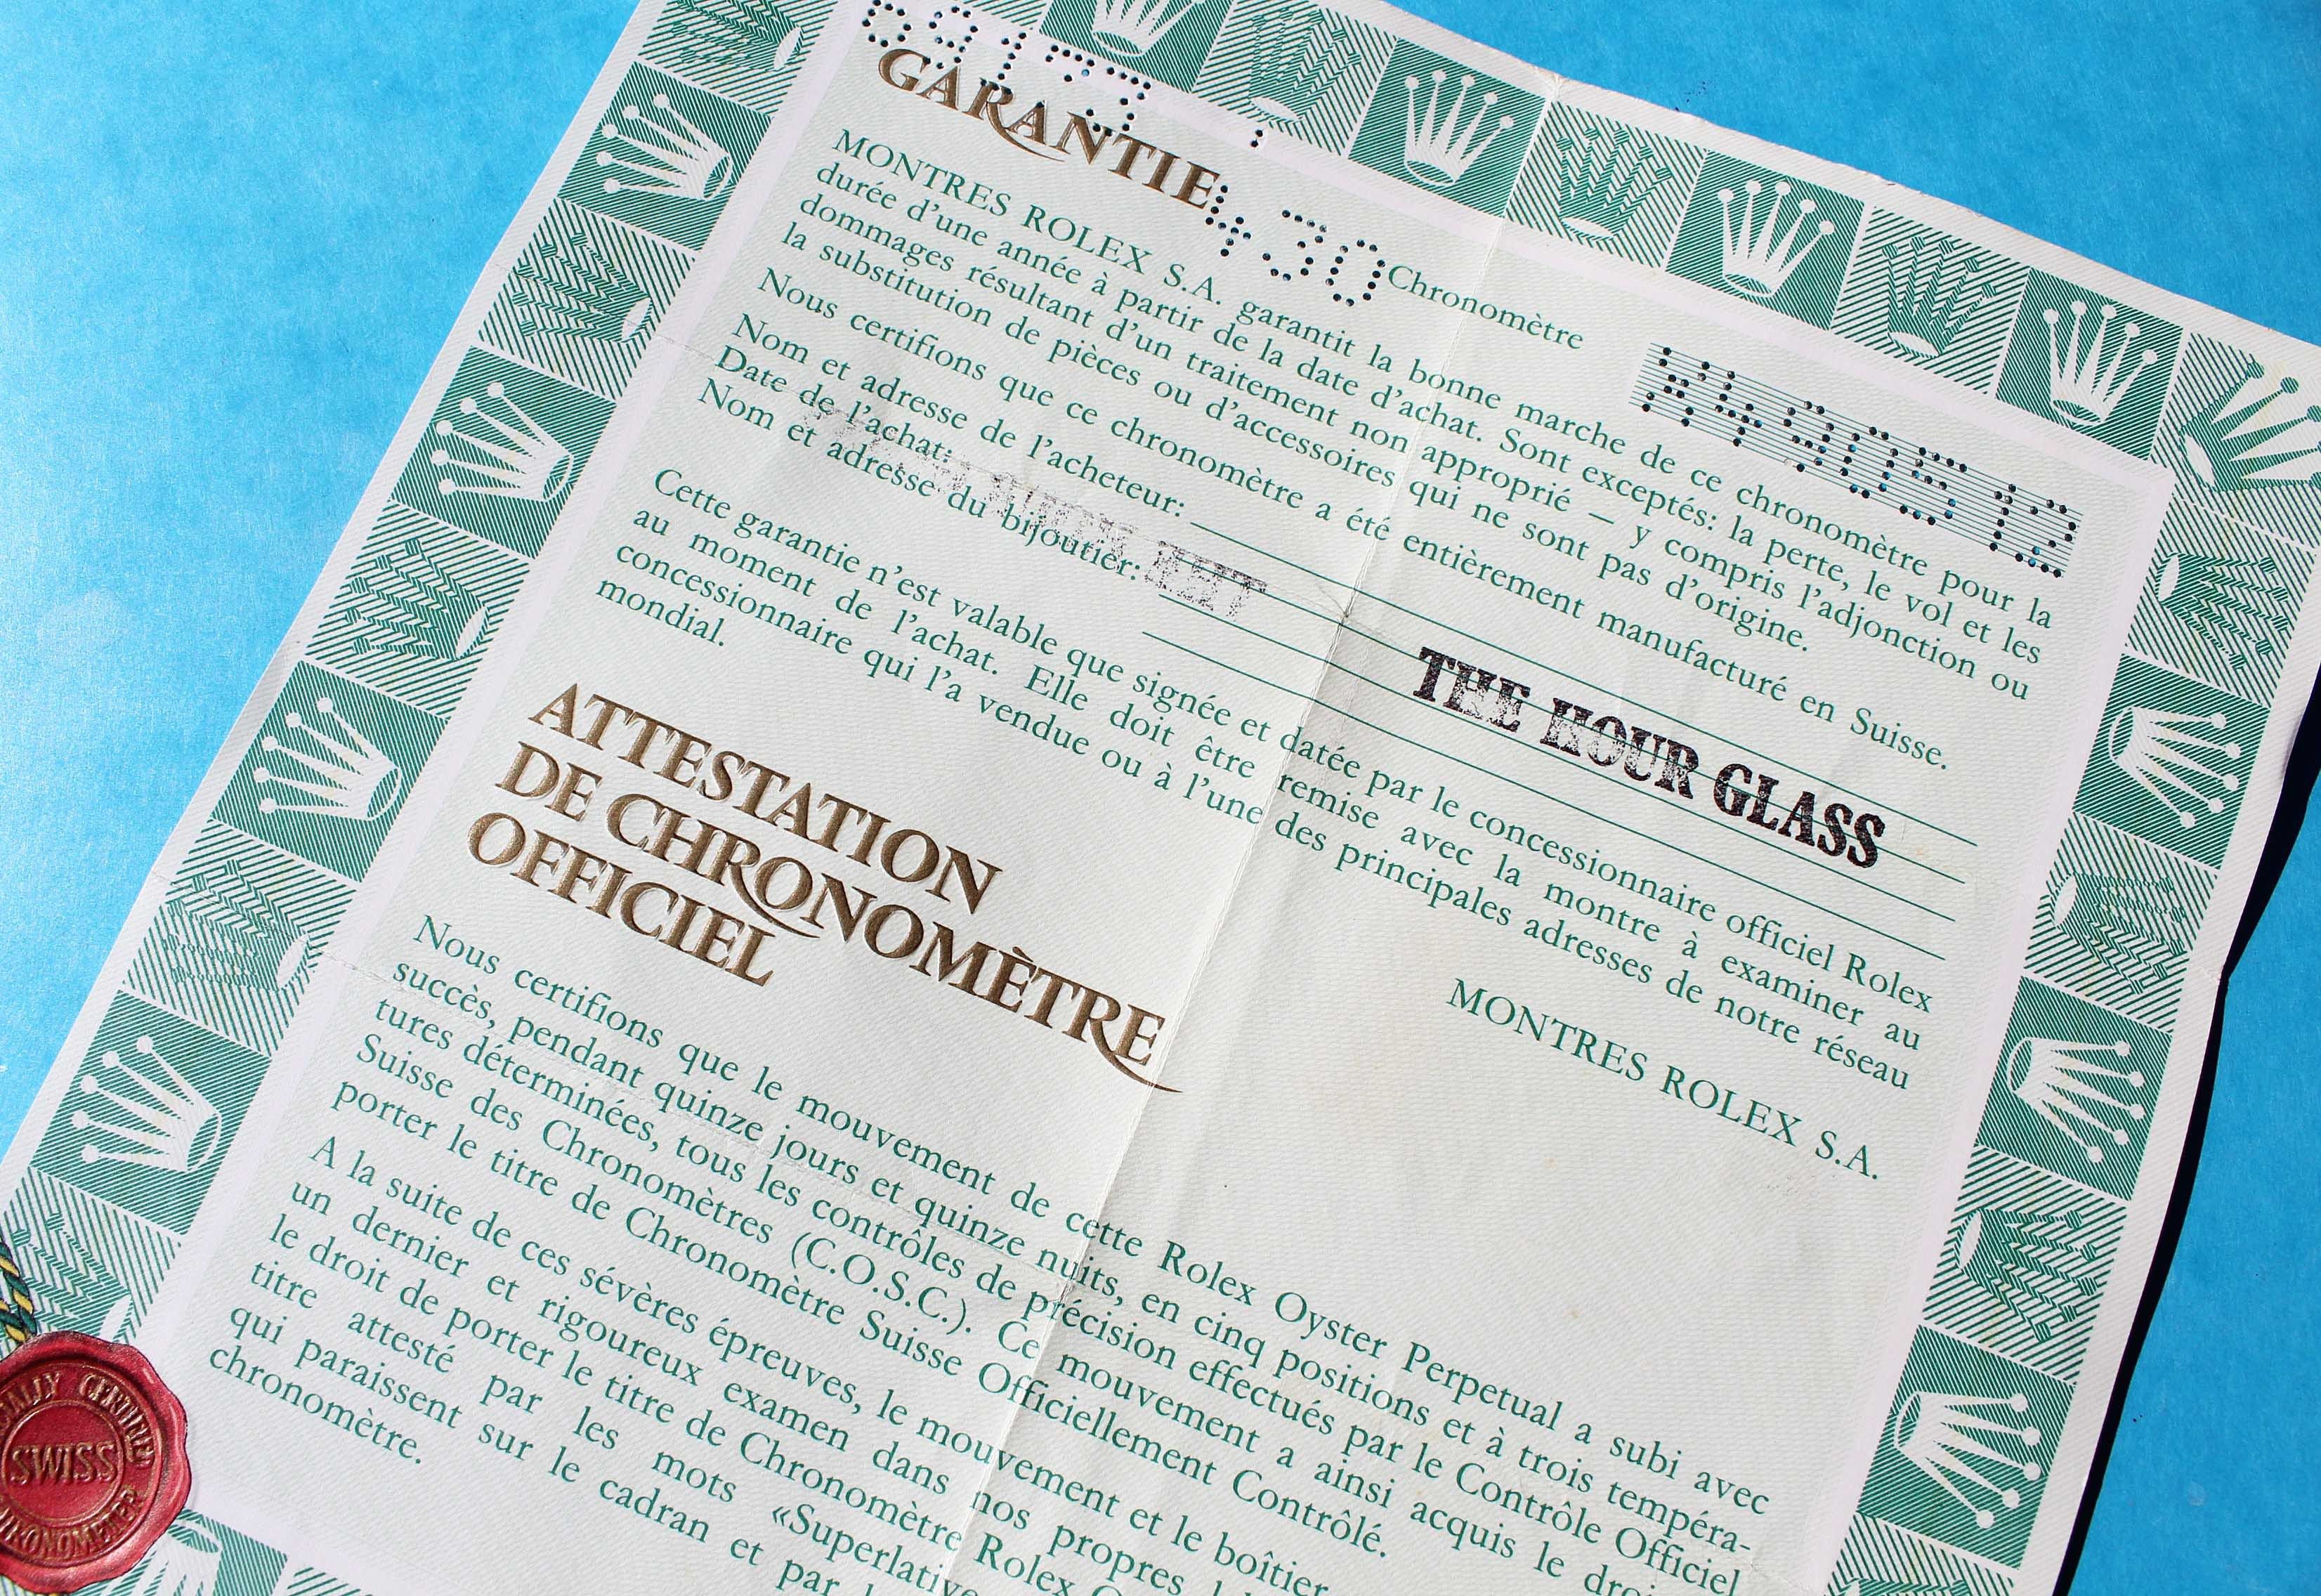 GARANTIE
430
Chronomètre
R490512
MONTRES ROLEX S.A. garantit la bonne marche de ce chronomètre pour la
durée d'une année à partir de la date d'achat. Sont exceptés: la perte, le vol et les
dommages résultant d'un traitement non approprié – y compris l'adjonction ou
la substitution de pièces ou d'accessoires qui ne sont pas d'origine.
Nous certifions que ce chronomètre a été entièrement manufacturé en Suisse.
Nom et adresse de l'acheteur:
Date de l'achat:
Nom et adresse du bijoutier:
THE HOUR GLASS
Cette garantie n'est valable que signée et datée par le concessionnaire officiel Rolex
au moment de l'achat. Elle doit être remise avec la montre à examiner au
concessionnaire qui l'a vendue ou à l'une des principales adresses de notre réseau
mondial.
MONTRES ROLEX S.A.
ATTESTATION
DE CHRONOMÈTRE
OFFICIEL
Nous certifions que le mouvement de cette Rolex Oyster Perpetual a subi avec
succès, pendant quinze jours et quinze nuits, en cinq positions et à trois tempéra-
tures déterminées, tous les contrôles de précision effectués par le Contrôle Officiel
Suisse des Chronomètres (C.O.S.C.). Ce mouvement a ainsi acquis le droi
porter le titre de Chronomètre Suisse Officiellement Contrôlé.
A la suite de ces sévères épreuves, le mouvement et le boîtier
un dernier et rigoureux examen dans nos propres
le droit de porter le titre de Chronomètre Rolex
titre attesté par les mots «Superlative
qui paraissent sur le cadran et par
chronomètre.
CERTIFIED
SWISS
CHRONOMETER